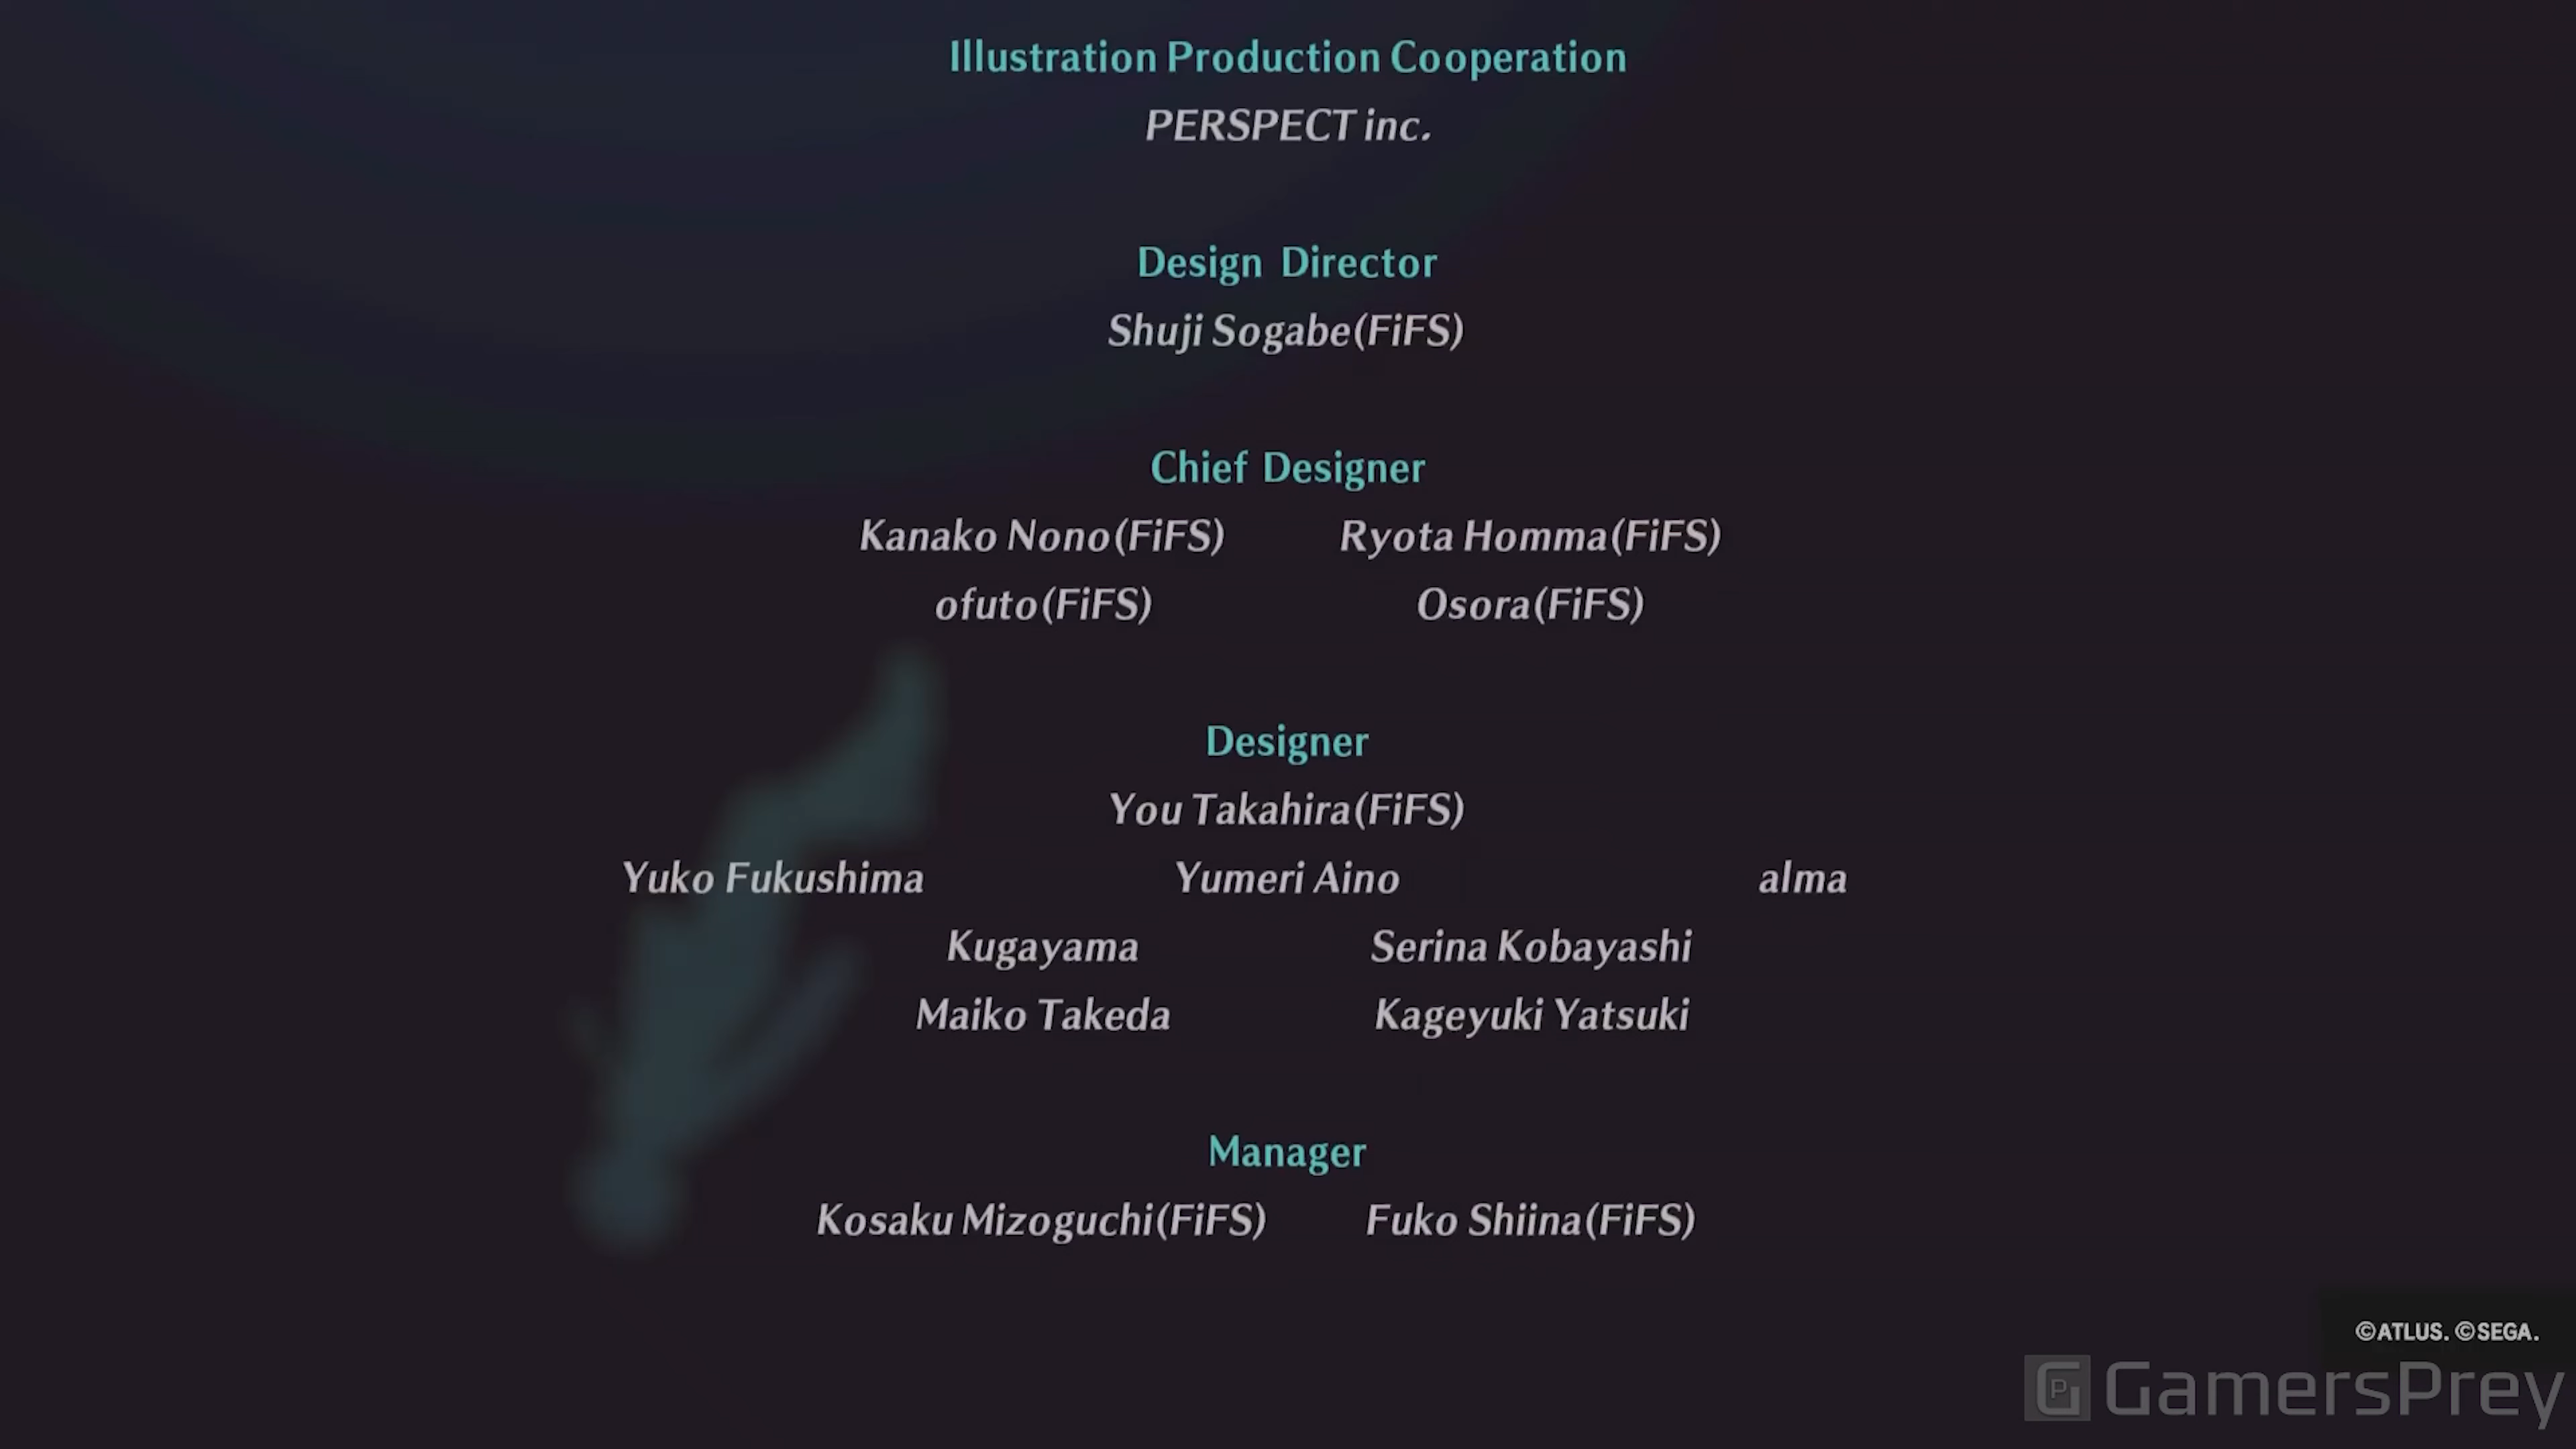 Illustration Production Cooperation
PERSPECT inc.
Design Director
Shuji Sogabe(FiFS)
Chief Designer
Kanako Nono(FiFS) Ryota Homma(FiFS)
ofuto(FiFS) Osora(FiFS)
Designer
You Takahira(FiFS)
Yuko Fukushima Yumeri Aino alma
Kugayama Serina Kobayashi
Maiko Takeda Kageyuki Yatsuki
Manager
Kosaku Mizoguchi(FiFS) Fuko Shiina(FiFS)
©ATLUS. ©SEGA.
GamersPrey